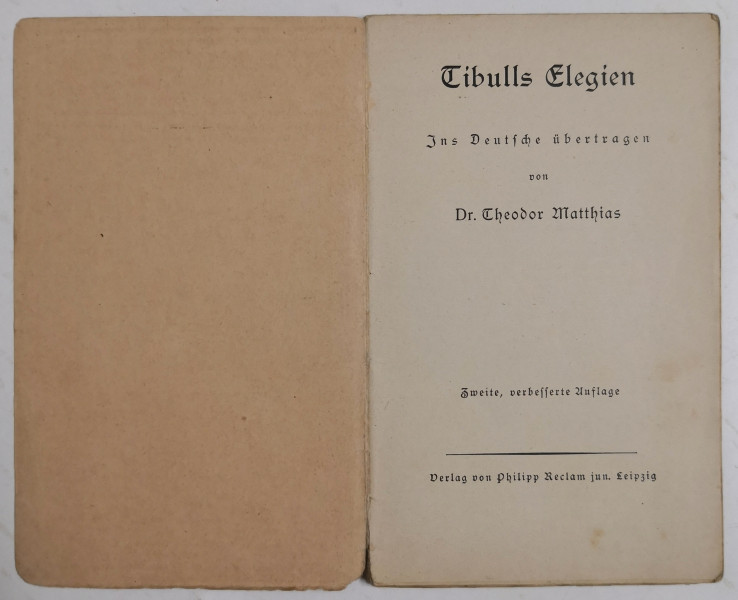 Tibulls Elegien
Ins Deutsche übertragen
von
Dr. Theodor Matthias
Zweite, verbesserte Auflage
Verlag von Philipp Reclam jun. Leipzig